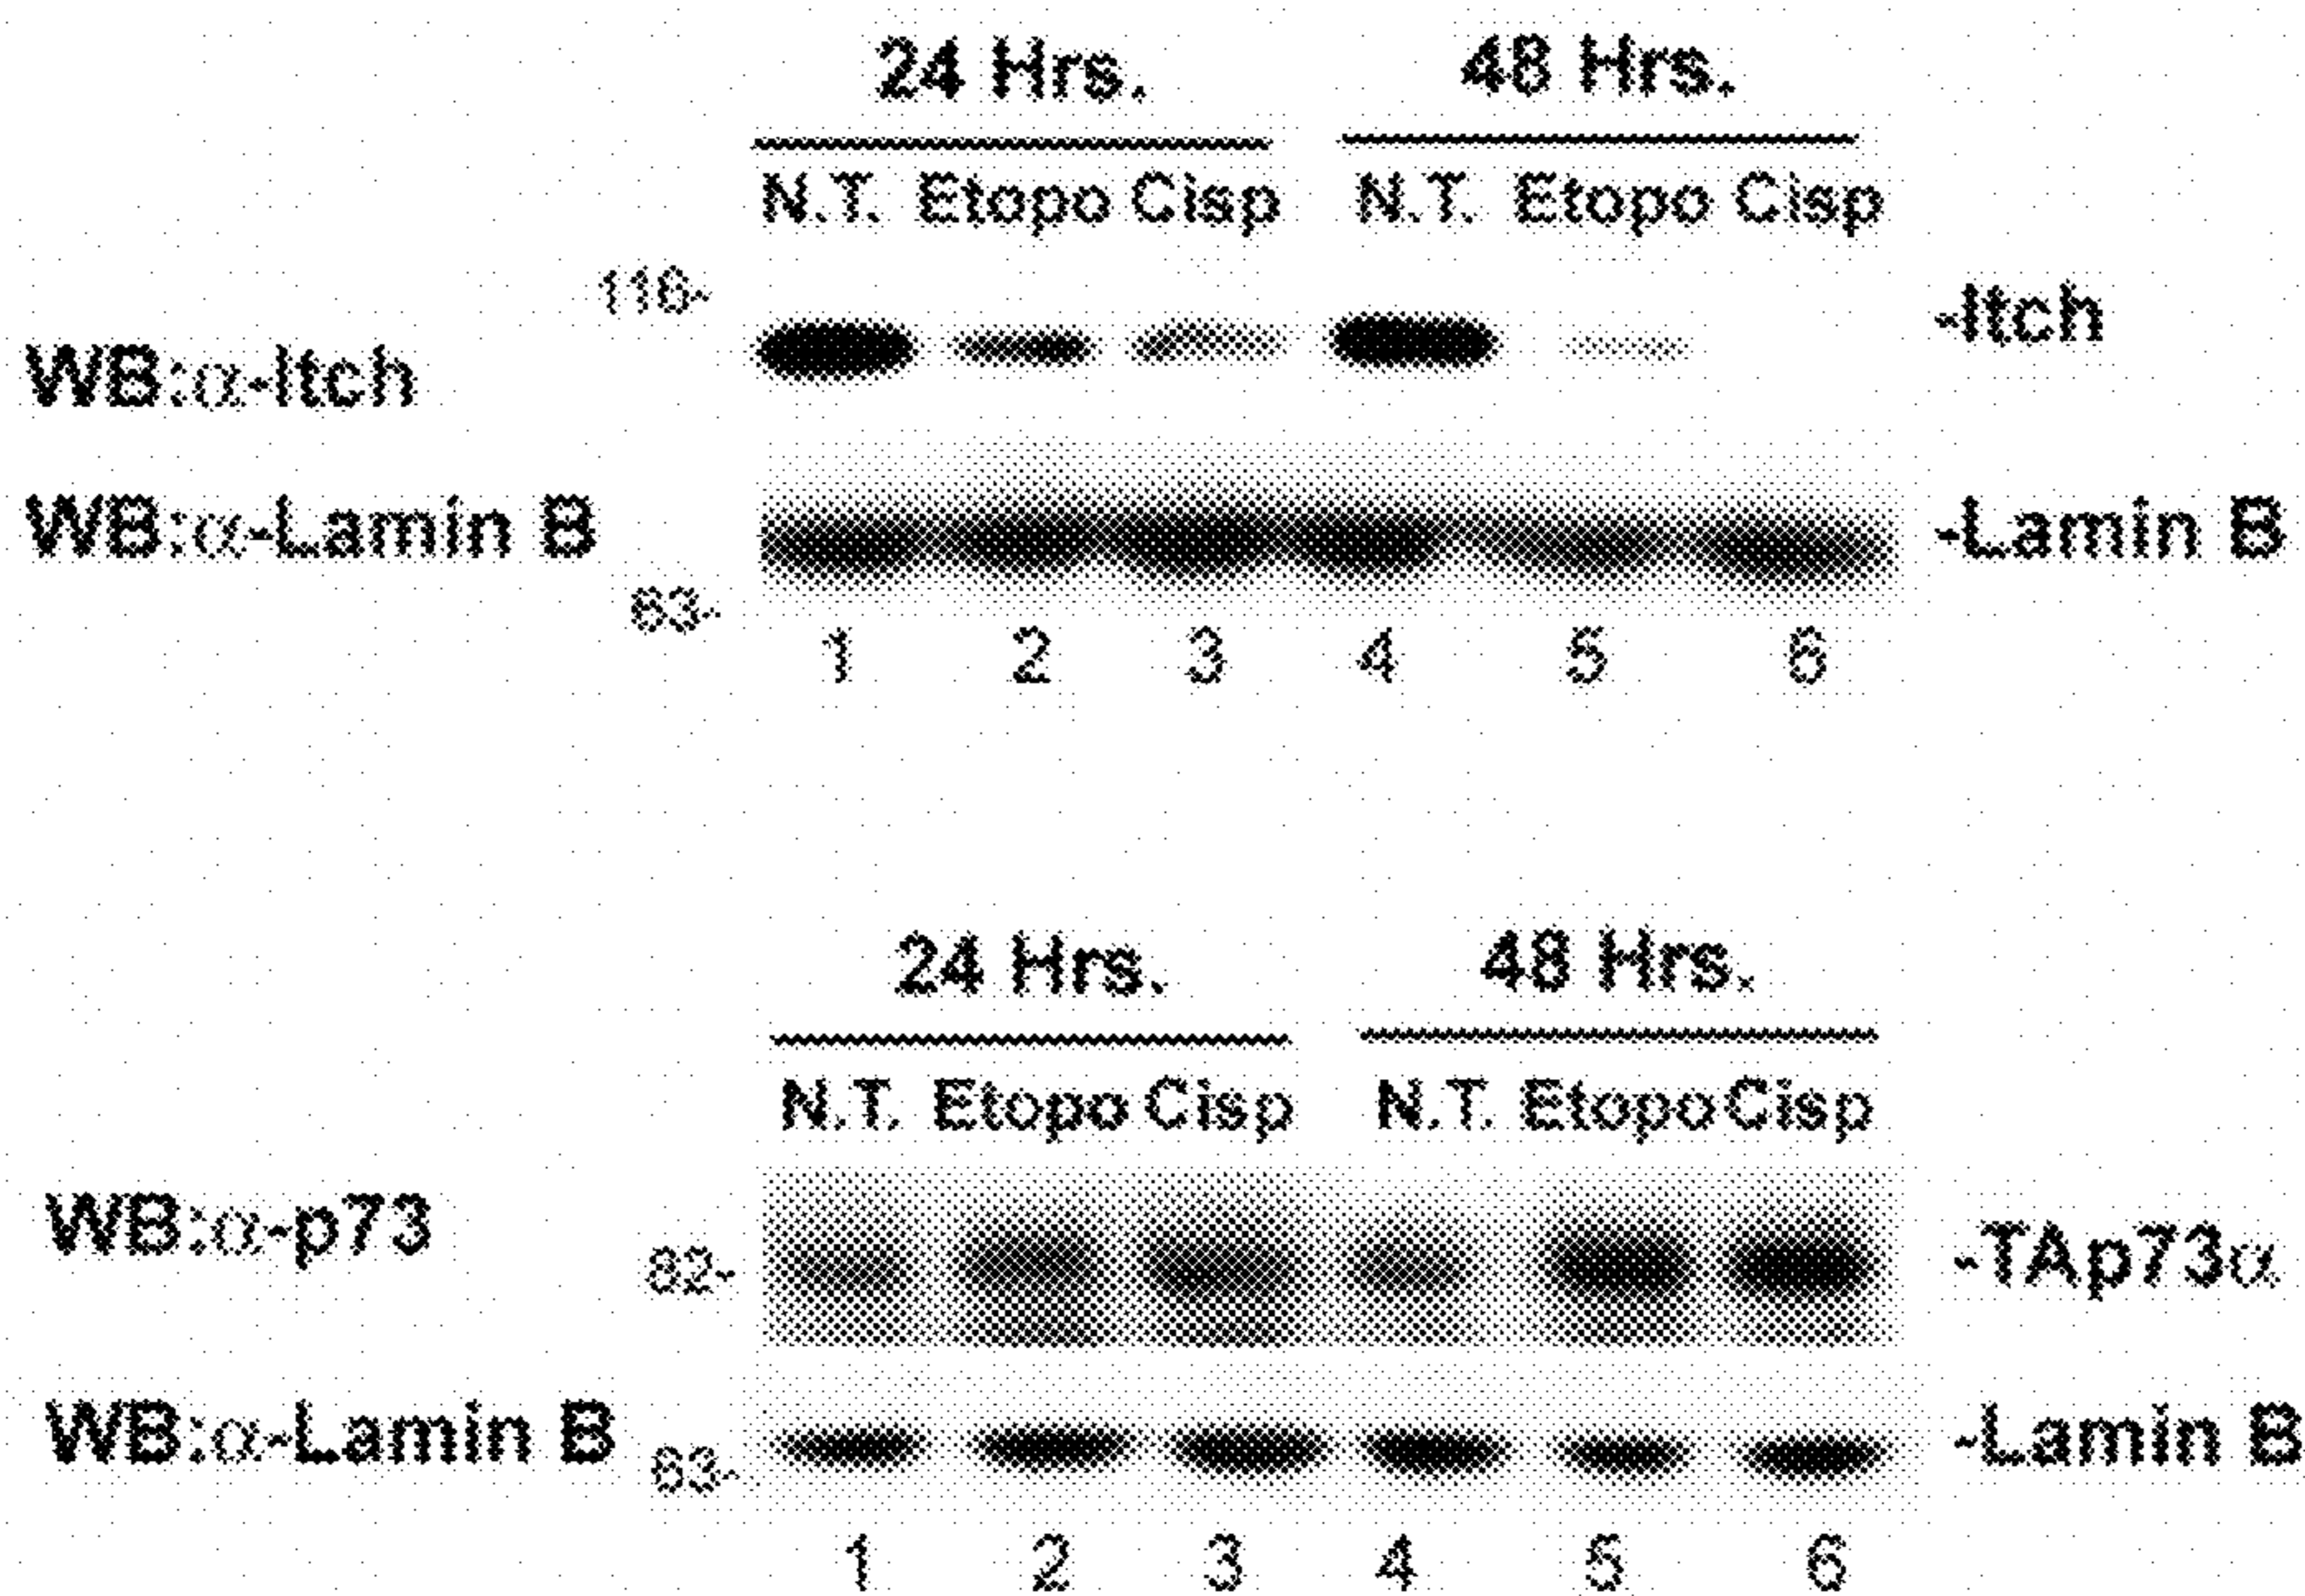 24 Hrs. 48 Hrs.
N.T. Etopo Cisp N.T. Etopo Cisp
116-
-Itch
WB:α-Itch
WB:α-Lamin B -Lamin B
63-
1 2 3 4 5 6
24 Hrs. 48 Hrs.
N.T. Etopo Cisp N.T. Etopo Cisp
WB:α-p73 82- -TAp73α
WB:α-Lamin B 63- -Lamin B
1 2 3 4 5 6